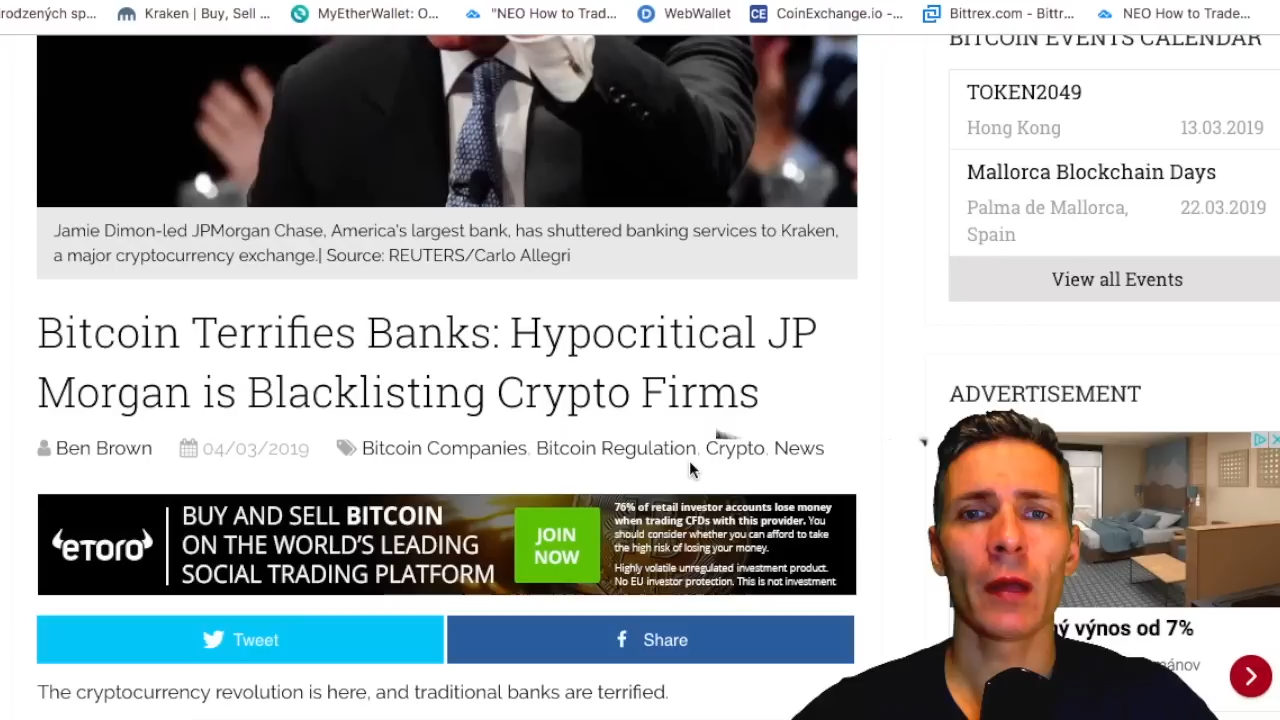 rodzených sp...
Kraken | Buy, Sell ...
MyEtherWallet: O...
"NEO How to Trad...
WebWallet
CE CoinExchange.io -...
Bittrex.com - Bittr...
NEO How to Trade...
Jamie Dimon-led JPMorgan Chase, America's largest bank, has shuttered banking services to Kraken,
a major cryptocurrency exchange.| Source: REUTERS/Carlo Allegri
Bitcoin Terrifies Banks: Hypocritical JP
Morgan is Blacklisting Crypto Firms
Ben Brown 04/03/2019 Bitcoin Companies, Bitcoin Regulation, Crypto, News
eToro
BUY AND SELL BITCOIN
ON THE WORLD'S LEADING
SOCIAL TRADING PLATFORM
JOIN
NOW
76% of retail investor accounts lose money
when trading CFDs with this provider. You
should consider whether you can afford to take
the high risk of losing your money.
Highly volatile unregulated investment product.
No EU investor protection. This is not investment
Tweet
Share
The cryptocurrency revolution is here, and traditional banks are terrified.
BITCOIN EVENTS CALENDAR
TOKEN2049
Hong Kong 13.03.2019
Mallorca Blockchain Days
Palma de Mallorca, 22.03.2019
Spain
View all Events
ADVERTISEMENT
ý výnos od 7%
mánov